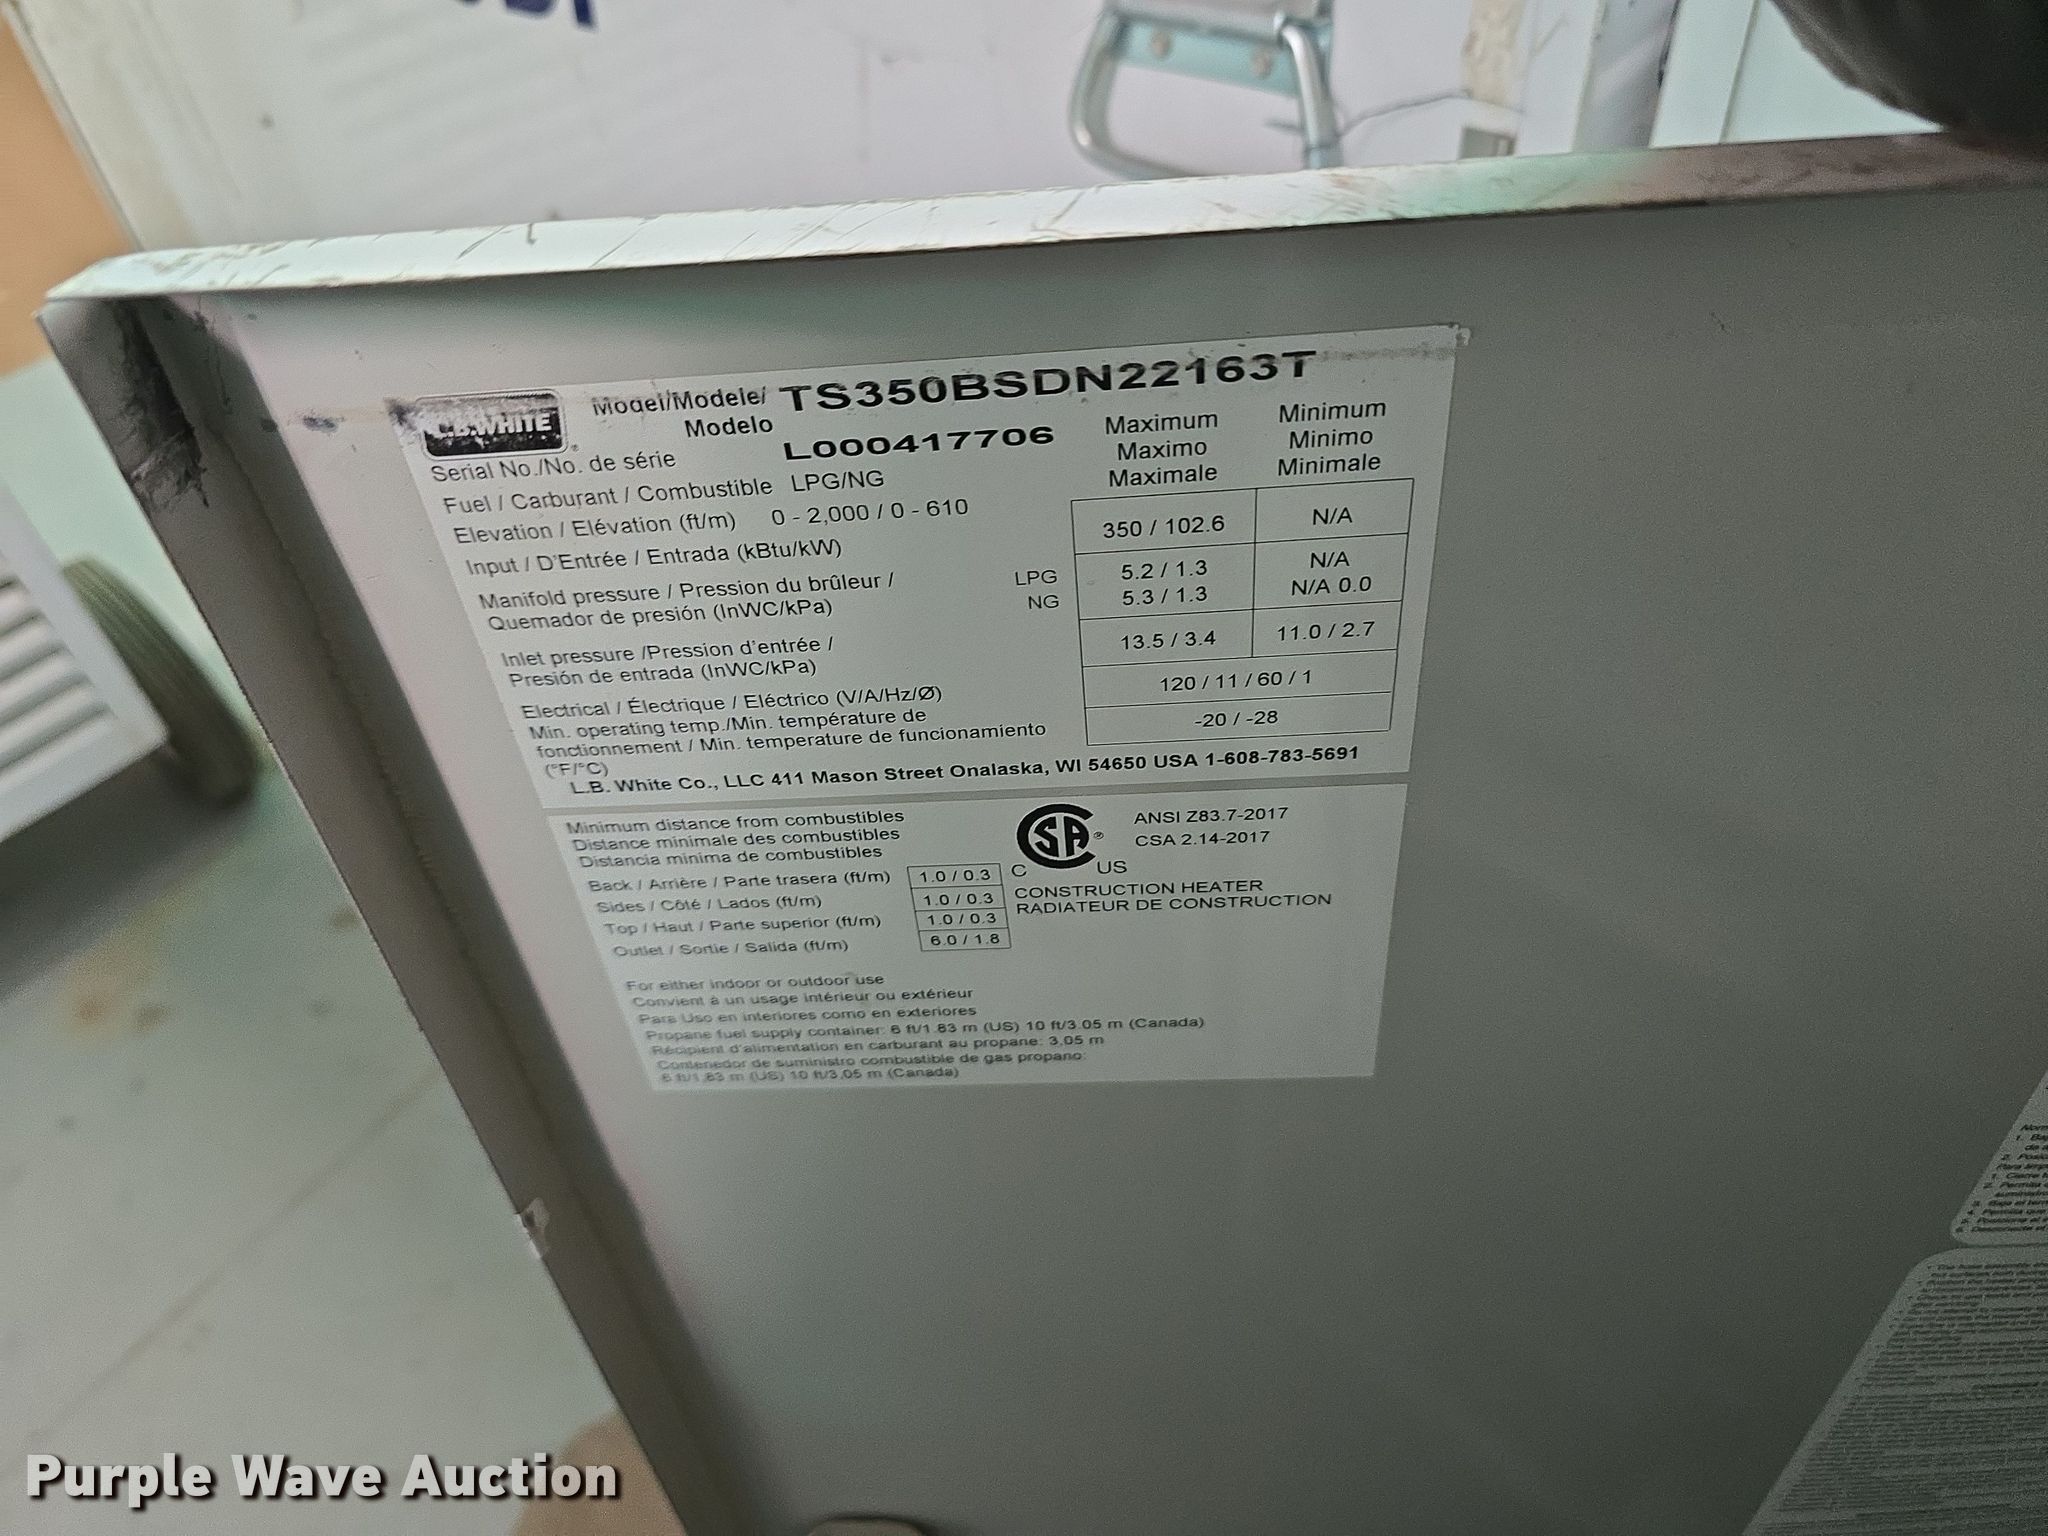 L.B.WHITE ®
Model/Modele/ TS350BSDN22163T
Modelo
Serial No./No. de série L000417706
Maximum Minimum
Maximo Minimo
Maximale Minimale
Fuel / Carburant / Combustible LPG/NG
Elevation / Elévation (ft/m) 0 - 2,000 / 0 - 610
Input / D'Entrée / Entrada (kBtu/kW) 350 / 102.6 N/A
Manifold pressure / Pression du brûleur / LPG 5.2 / 1.3 N/A
Quemador de presión (InWC/kPa) NG 5.3 / 1.3 N/A 0.0
Inlet pressure /Pression d'entrée /
Presión de entrada (InWC/kPa) 13.5 / 3.4 11.0 / 2.7
Electrical / Électrique / Eléctrico (V/A/Hz/Ø) 120 / 11 / 60 / 1
Min. operating temp./Min. température de
fonctionnement / Min. temperature de funcionamiento -20 / -28
(°F/°C)
L.B. White Co., LLC 411 Mason Street Onalaska, WI 54650 USA 1-608-783-5691
Minimum distance from combustibles
Distance minimale des combustibles
Distancia minima de combustibles
Back / Arrière / Parte trasera (ft/m) 1.0 / 0.3
Sides / Côté / Lados (ft/m) 1.0 / 0.3
Top / Haut / Parte superior (ft/m) 1.0 / 0.3
Outlet / Sortie / Salida (ft/m) 6.0 / 1.8
CSA ®
C US
ANSI Z83.7-2017
CSA 2.14-2017
CONSTRUCTION HEATER
RADIATEUR DE CONSTRUCTION
For either indoor or outdoor use
Convient à un usage intérieur ou extérieur
Para Uso en interiores como en exteriores
Propane fuel supply container: 6 ft/1.83 m (US) 10 ft/3.05 m (Canada)
Récipient d'alimentation en carburant au propane: 3.05 m
Contenedor de suministro combustible de gas propano:
6 ft/1.83 m (US) 10 ft/3.05 m (Canada)
Purple Wave Auction